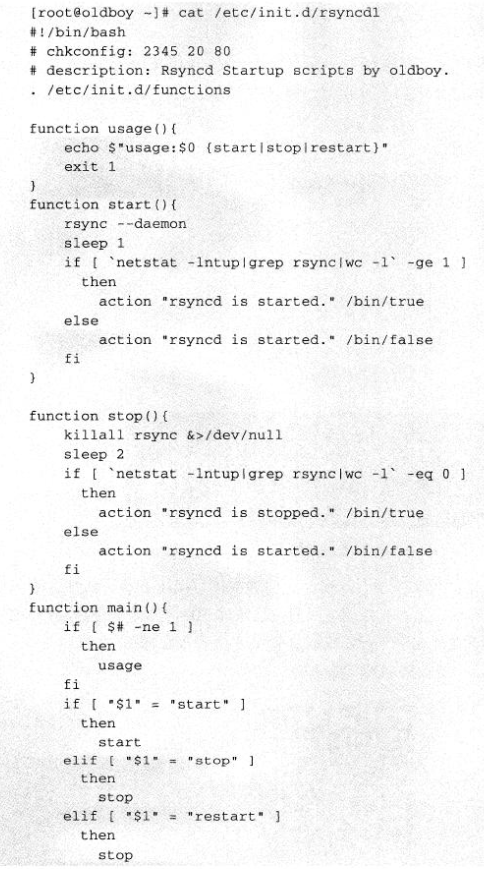 [root@oldboy ~]# cat /etc/init.d/rsyncd1
#!/bin/bash
# chkconfig: 2345 20 80
# description: Rsyncd Startup scripts by oldboy.
. /etc/init.d/functions
function usage(){
echo $"usage:$0 {start|stop|restart}"
exit 1
}
function start(){
rsync --daemon
sleep 1
if [ `netstat -lntup|grep rsync|wc -l` -ge 1 ]
then
action "rsyncd is started." /bin/true
else
action "rsyncd is started." /bin/false
fi
}
function stop(){
killall rsync &>/dev/null
sleep 2
if [ `netstat -lntup|grep rsync|wc -l` -eq 0 ]
then
action "rsyncd is stopped." /bin/true
else
action "rsyncd is started." /bin/false
fi
}
function main(){
if [ $# -ne 1 ]
then
usage
fi
if [ "$1" = "start" ]
then
start
elif [ "$1" = "stop" ]
then
stop
elif [ "$1" = "restart" ]
then
stop